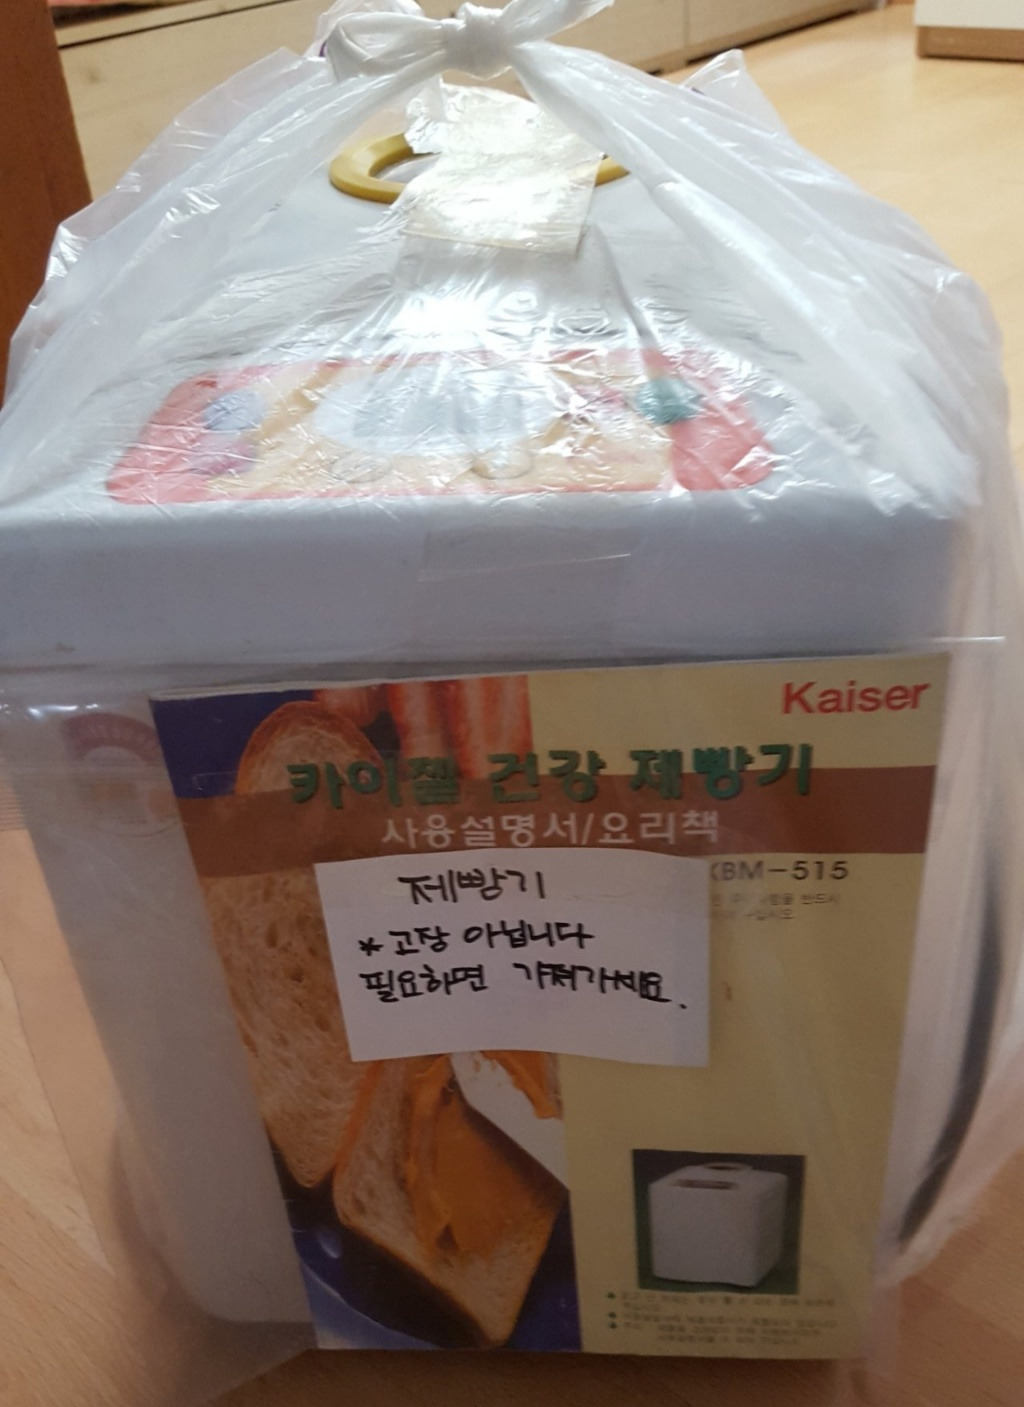 Kaiser
카이젤 건강 제빵기
사용설명서/요리책
KBM-515
제빵기
* 고장 아닙니다
필요하면 가져가세요.